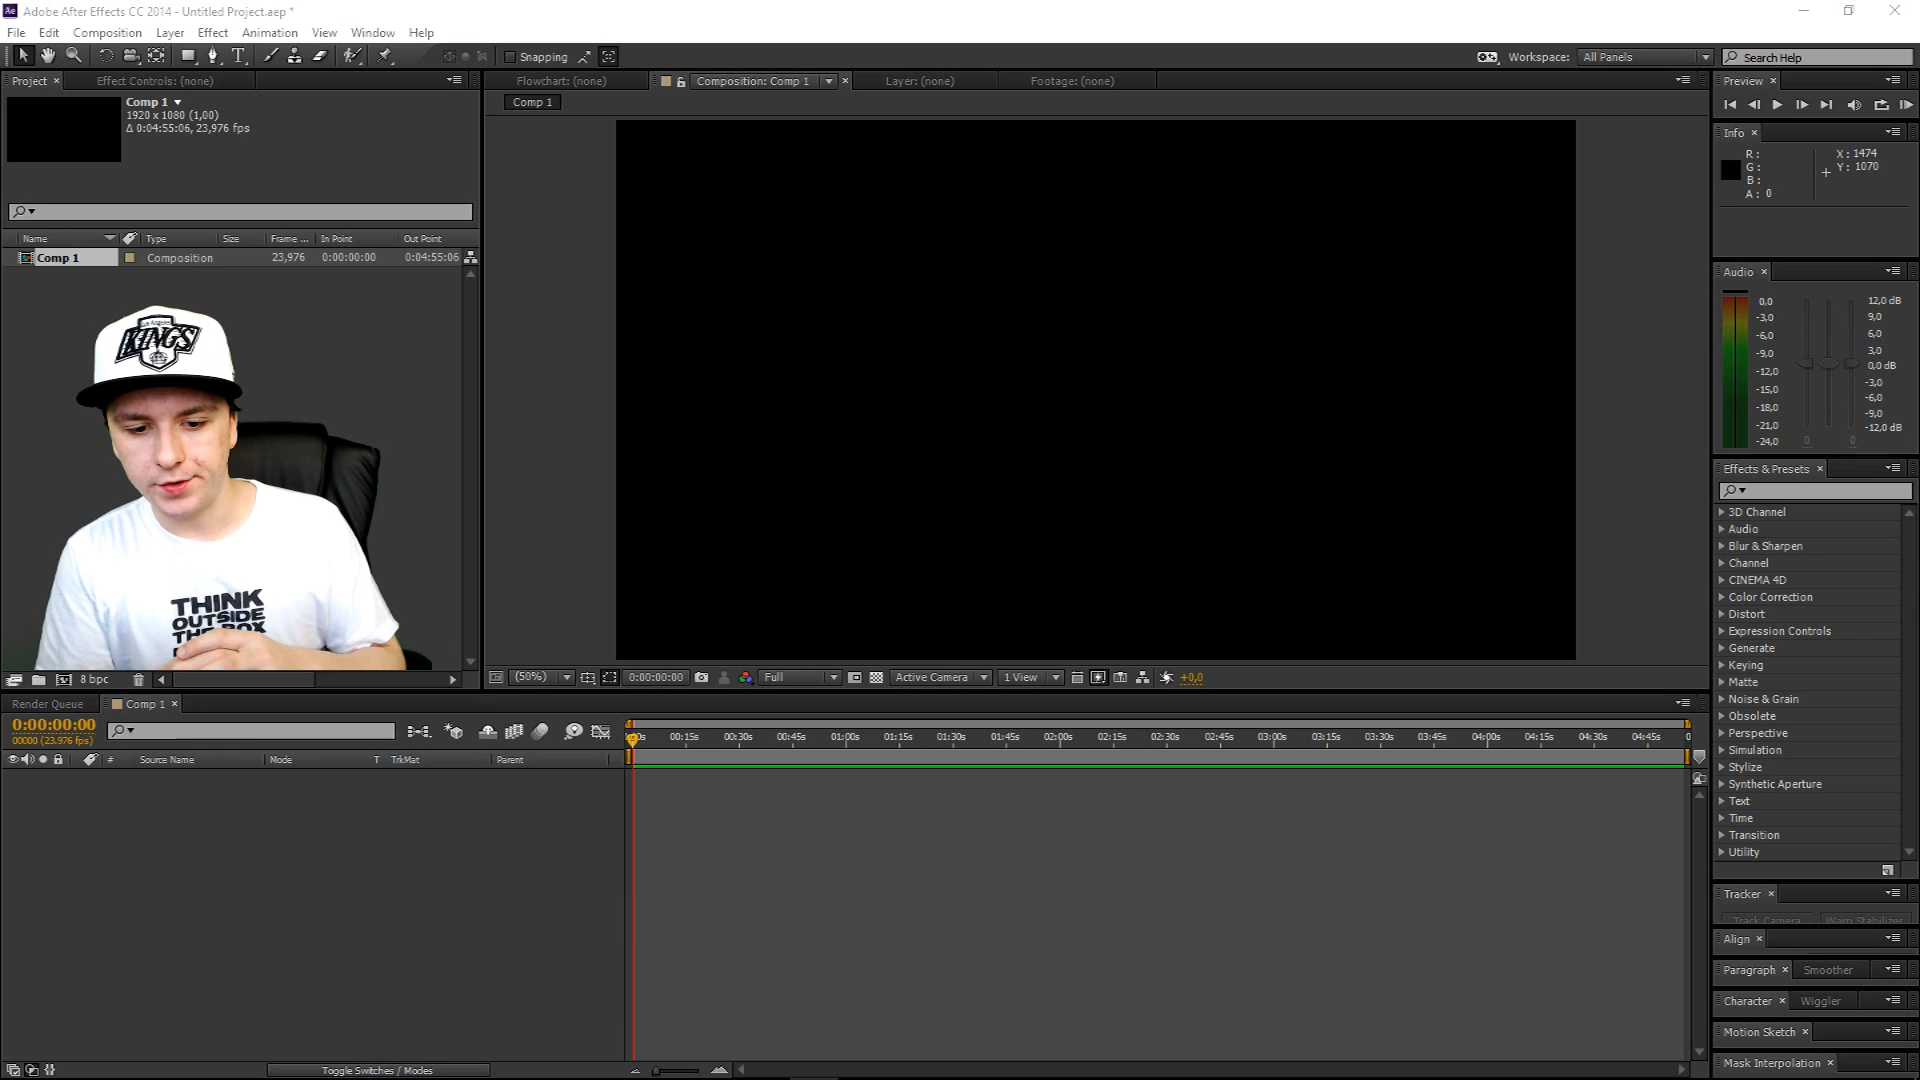 Adobe After Effects CC 2014 - Untitled Project.aep *
File Edit Composition Layer Effect Animation View Window Help
Snapping
Workspace: All Panels
Search Help
Project
Effect Controls: (none)
Comp 1
1920 x 1080 (1,00)
Δ 0:04:55:06, 23,976 fps
Name Type Size Frame ... In Point Out Point
Comp 1 Composition 23,976 0:00:00:00 0:04:55:06
KINGS
THINK
OUTSIDE
THE BOX
8 bpc
Flowchart: (none)
Composition: Comp 1
Layer: (none)
Footage: (none)
Comp 1
(50%)
0:00:00:00
Full
Active Camera
1 View
+0,0
Preview
Info
R :
G :
B :
A : 0
X : 1474
Y : 1070
Audio
0,0
-3,0
-6,0
-9,0
-12,0
-15,0
-18,0
-21,0
-24,0
0
0
12,0 dB
9,0
6,0
3,0
0,0 dB
-3,0
-6,0
-9,0
-12,0 dB
Effects & Presets
3D Channel
Audio
Blur & Sharpen
Channel
CINEMA 4D
Color Correction
Distort
Expression Controls
Generate
Keying
Matte
Noise & Grain
Obsolete
Perspective
Simulation
Stylize
Synthetic Aperture
Text
Time
Transition
Utility
Tracker
Track Camera Warp Stabilizer
Align
Paragraph Smoother
Character Wiggler
Motion Sketch
Mask Interpolation
Render Queue
Comp 1
0:00:00:00
00000 (23.976 fps)
# Source Name Mode T TrkMat Parent
00:15s 00:30s 00:45s 01:00s 01:15s 01:30s 01:45s 02:00s 02:15s 02:30s 02:45s 03:00s 03:15s 03:30s 03:45s 04:00s 04:15s 04:30s 04:45s
Toggle Switches / Modes